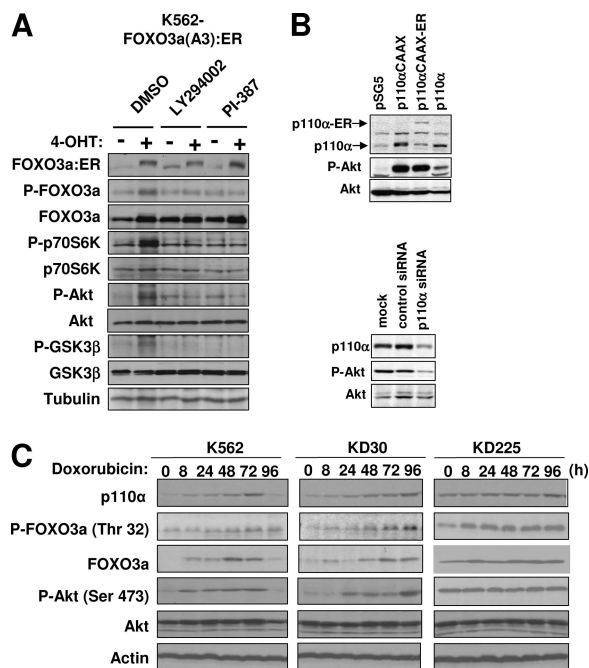 A
K562-
FOXO3a(A3):ER
DMSO
LY294002
PI-387
4-OHT: - + - + - +
FOXO3a:ER
P-FOXO3a
FOXO3a
P-p70S6K
p70S6K
P-Akt
Akt
P-GSK3β
GSK3β
Tubulin
B
pSG5
p110αCAAX
p110αCAAX-ER
p110α
p110α-ER
p110α
P-Akt
Akt
mock
control siRNA
p110α siRNA
p110α
P-Akt
Akt
C
K562 KD30 KD225
Doxorubicin: 0 8 24 48 72 96 0 8 24 48 72 96 0 8 24 48 72 96 (h)
p110α
P-FOXO3a (Thr 32)
FOXO3a
P-Akt (Ser 473)
Akt
Actin